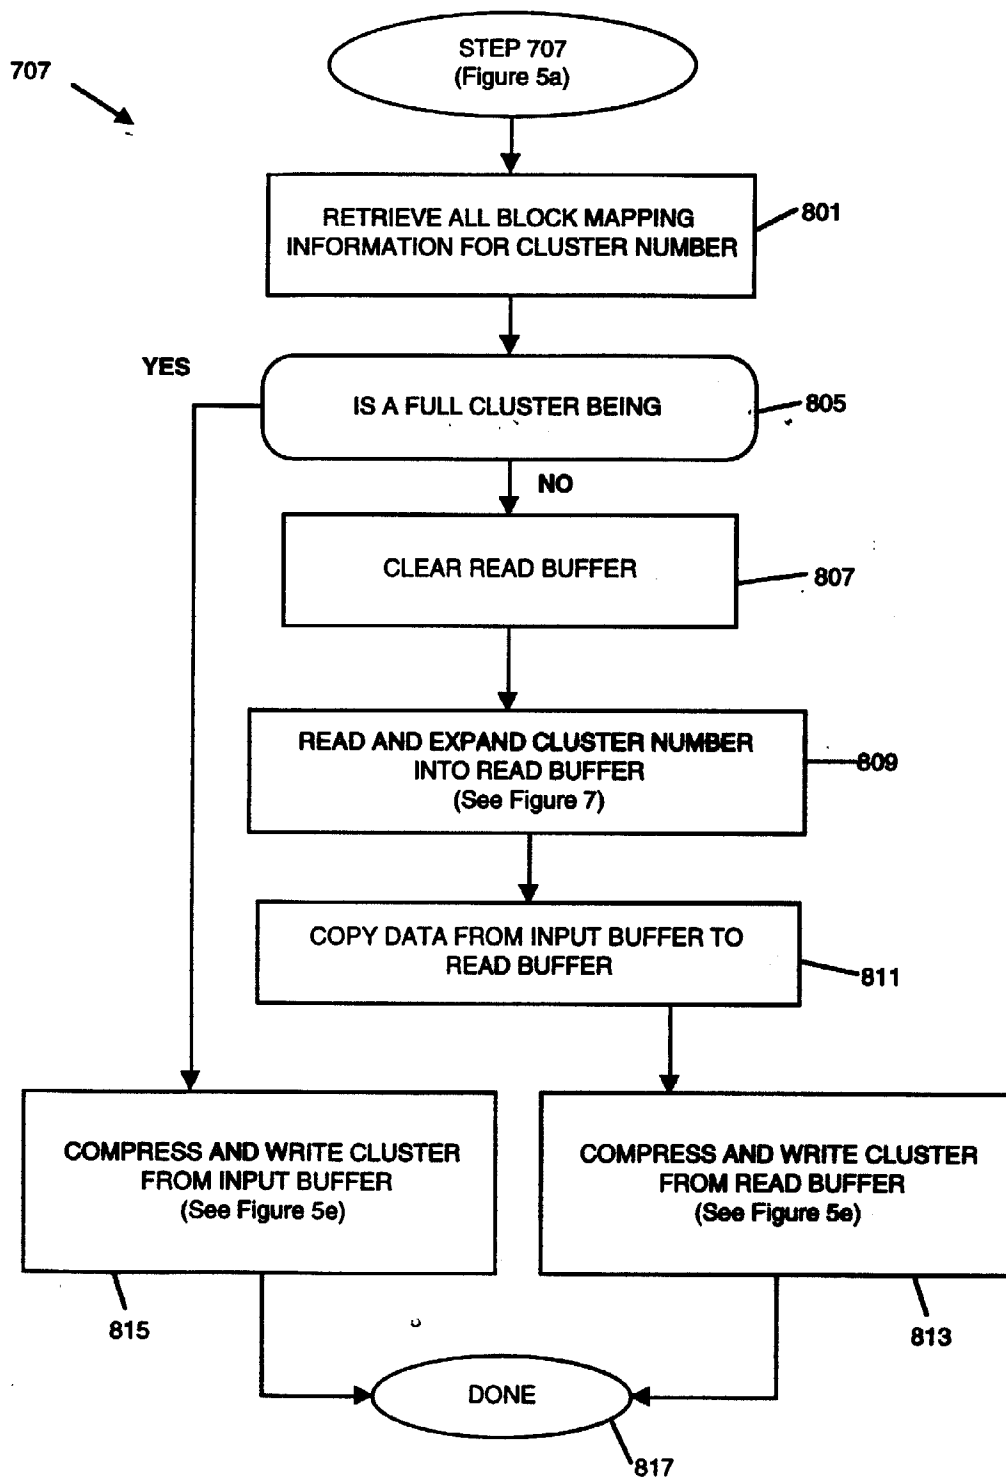 STEP 707
(Figure 5a)
707
RETRIEVE ALL BLOCK MAPPING
INFORMATION FOR CLUSTER NUMBER
801
YES
IS A FULL CLUSTER BEING
805
NO
CLEAR READ BUFFER
807
READ AND EXPAND CLUSTER NUMBER
INTO READ BUFFER
(See Figure 7)
809
COPY DATA FROM INPUT BUFFER TO
READ BUFFER
811
COMPRESS AND WRITE CLUSTER
FROM INPUT BUFFER
(See Figure 5e)
815
COMPRESS AND WRITE CLUSTER
FROM READ BUFFER
(See Figure 5e)
813
DONE
817